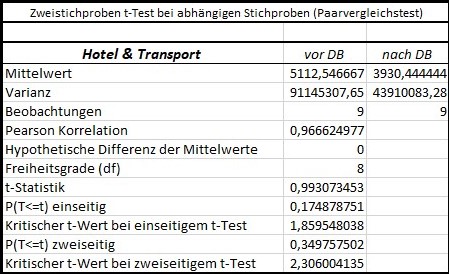 Zweistichproben t-Test bei abhängigen Stichproben (Paarvergleichstest)
Hotel & Transport vor DB nach DB
Mittelwert 5112,546667 3930,444444
Varianz 91145307,65 43910083,28
Beobachtungen 9 9
Pearson Korrelation 0,966624977
Hypothetische Differenz der Mittelwerte 0
Freiheitsgrade (df) 8
t-Statistik 0,993073453
P(T<=t) einseitig 0,174878751
Kritischer t-Wert bei einseitigem t-Test 1,859548038
P(T<=t) zweiseitig 0,349757502
Kritischer t-Wert bei zweiseitigem t-Test 2,306004135